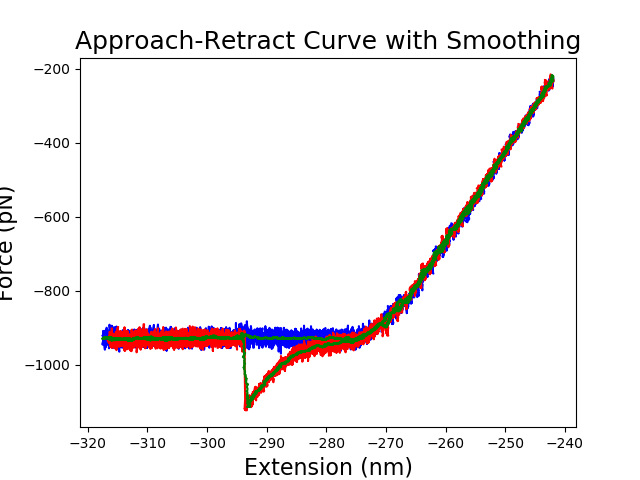 Approach-Retract Curve with Smoothing
Force (pN)
−200
−400
−600
−800
−1000
−320 −310 −300 −290 −280 −270 −260 −250 −240
Extension (nm)